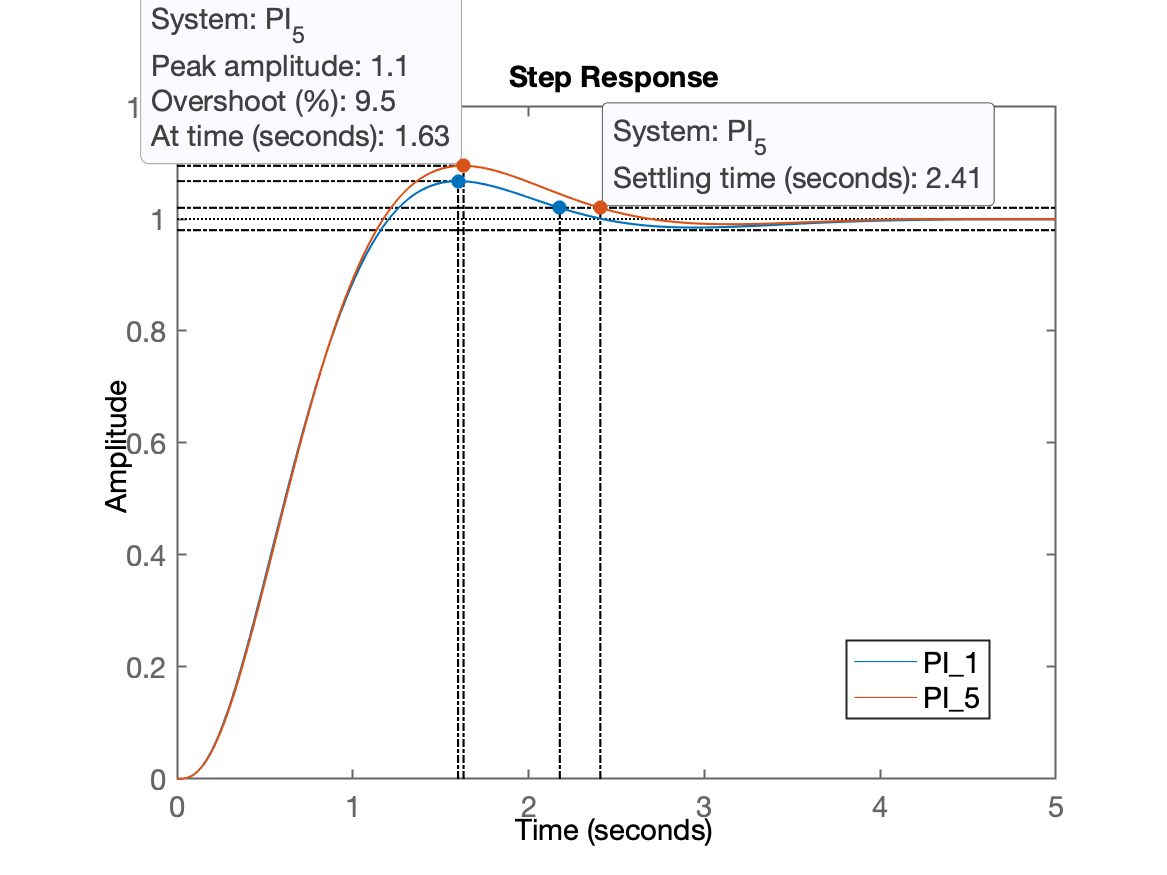 System: PI5
Peak amplitude: 1.1
Overshoot (%): 9.5
At time (seconds): 1.63
Step Response
System: PI5
Settling time (seconds): 2.41
1
1
0.8
0.6
0.4
0.2
0
Amplitude
PI_1
PI_5
0 1 2 3 4 5
Time (seconds)